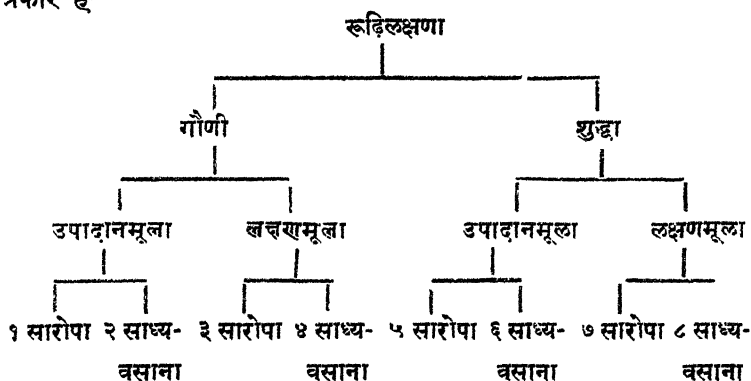 प्रकार है
रूढ़िलक्षणा
गौणी शुद्धा
उपादानमूला लक्षणमूला उपादानमूला लक्षणमूला
१ सारोपा २ साध्य- ३ सारोपा ४ साध्य- ५ सारोपा ६ साध्य- ७ सारोपा ८ साध्य-
वसाना वसाना वसाना वसाना